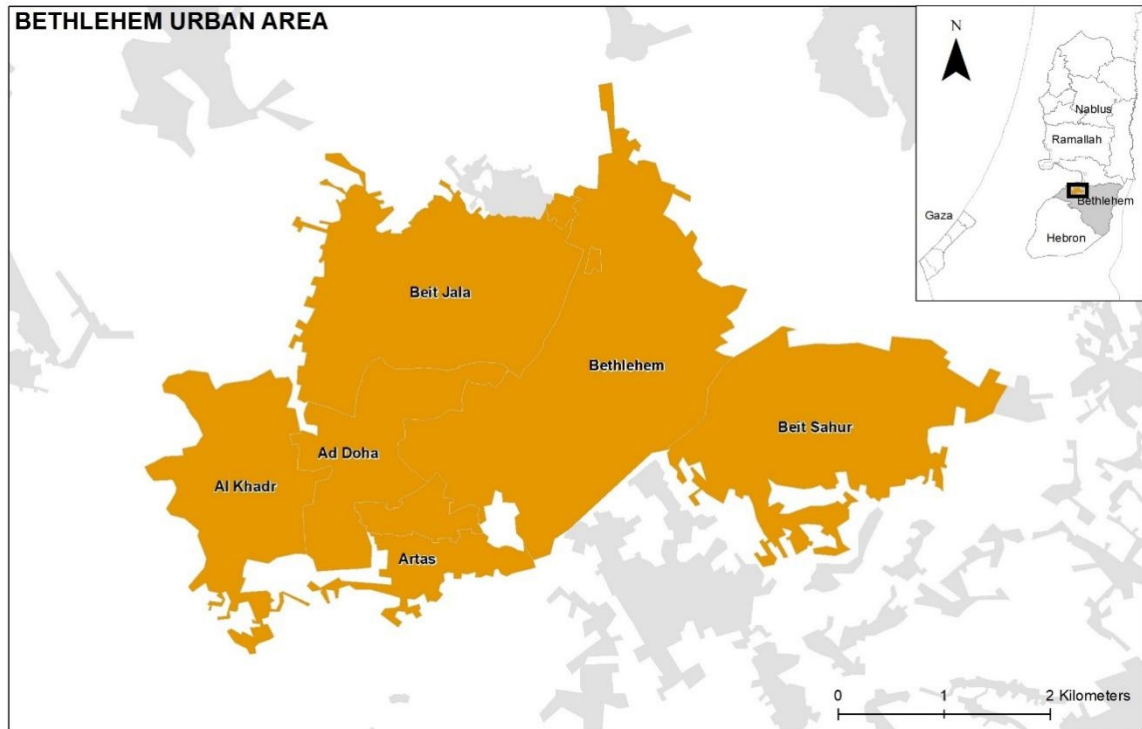 BETHLEHEM URBAN AREA
N
Nablus
Ramallah
Bethlehem
Gaza
Hebron
Beit Jala
Bethlehem
Beit Sahur
Ad Doha
Al Khadr
Artas
0 1 2 Kilometers